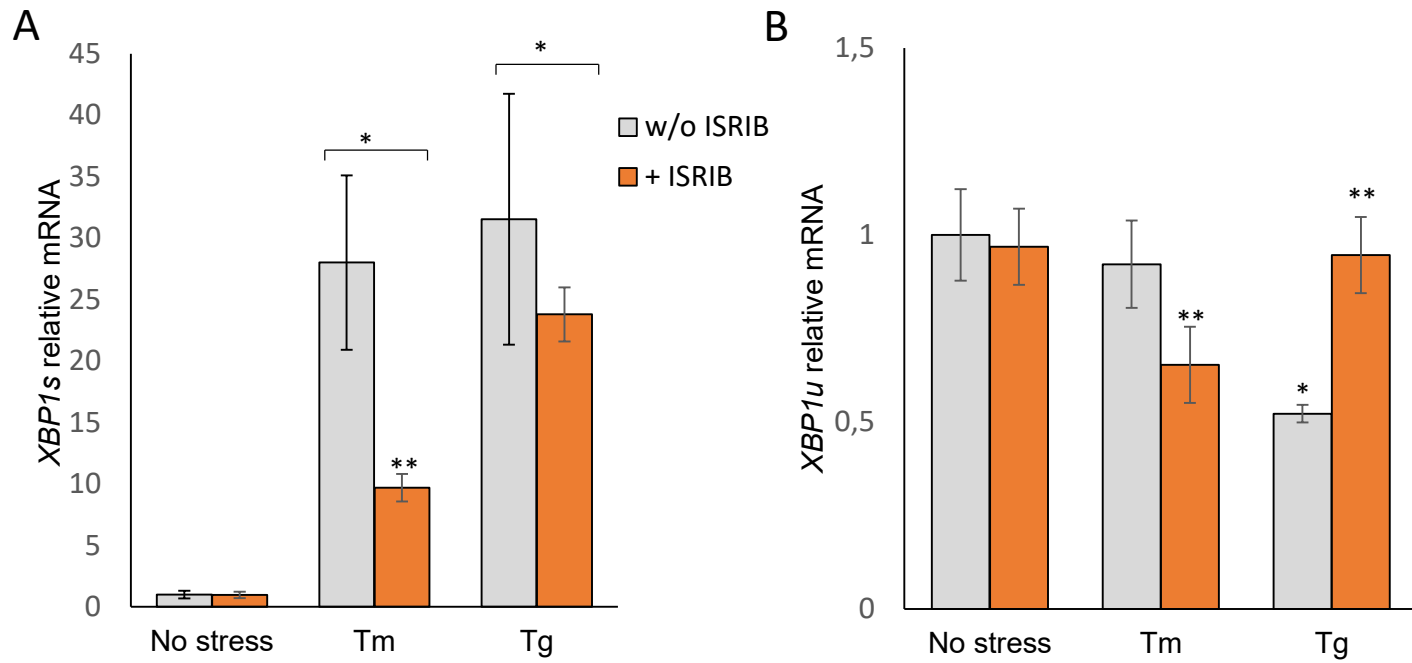 A
XBP1s relative mRNA
45
40
35
30
25
20
15
10
5
0
*
*
**
No stress
Tm
Tg
w/o ISRIB
+ ISRIB
B
XBP1u relative mRNA
1,5
1
0,5
0
**
*
**
No stress
Tm
Tg